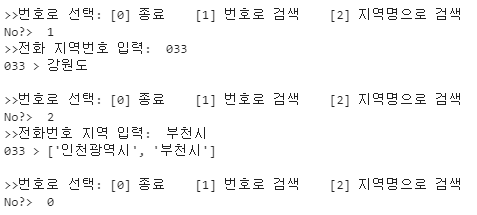 >>번호로 선택: [0] 종료 [1] 번호로 검색 [2] 지역명으로 검색
No?> 1
>>전화 지역번호 입력: 033
033 > 강원도
>>번호로 선택: [0] 종료 [1] 번호로 검색 [2] 지역명으로 검색
No?> 2
>>전화번호 지역 입력: 부천시
033 > ['인천광역시', '부천시']
>>번호로 선택: [0] 종료 [1] 번호로 검색 [2] 지역명으로 검색
No?> 0